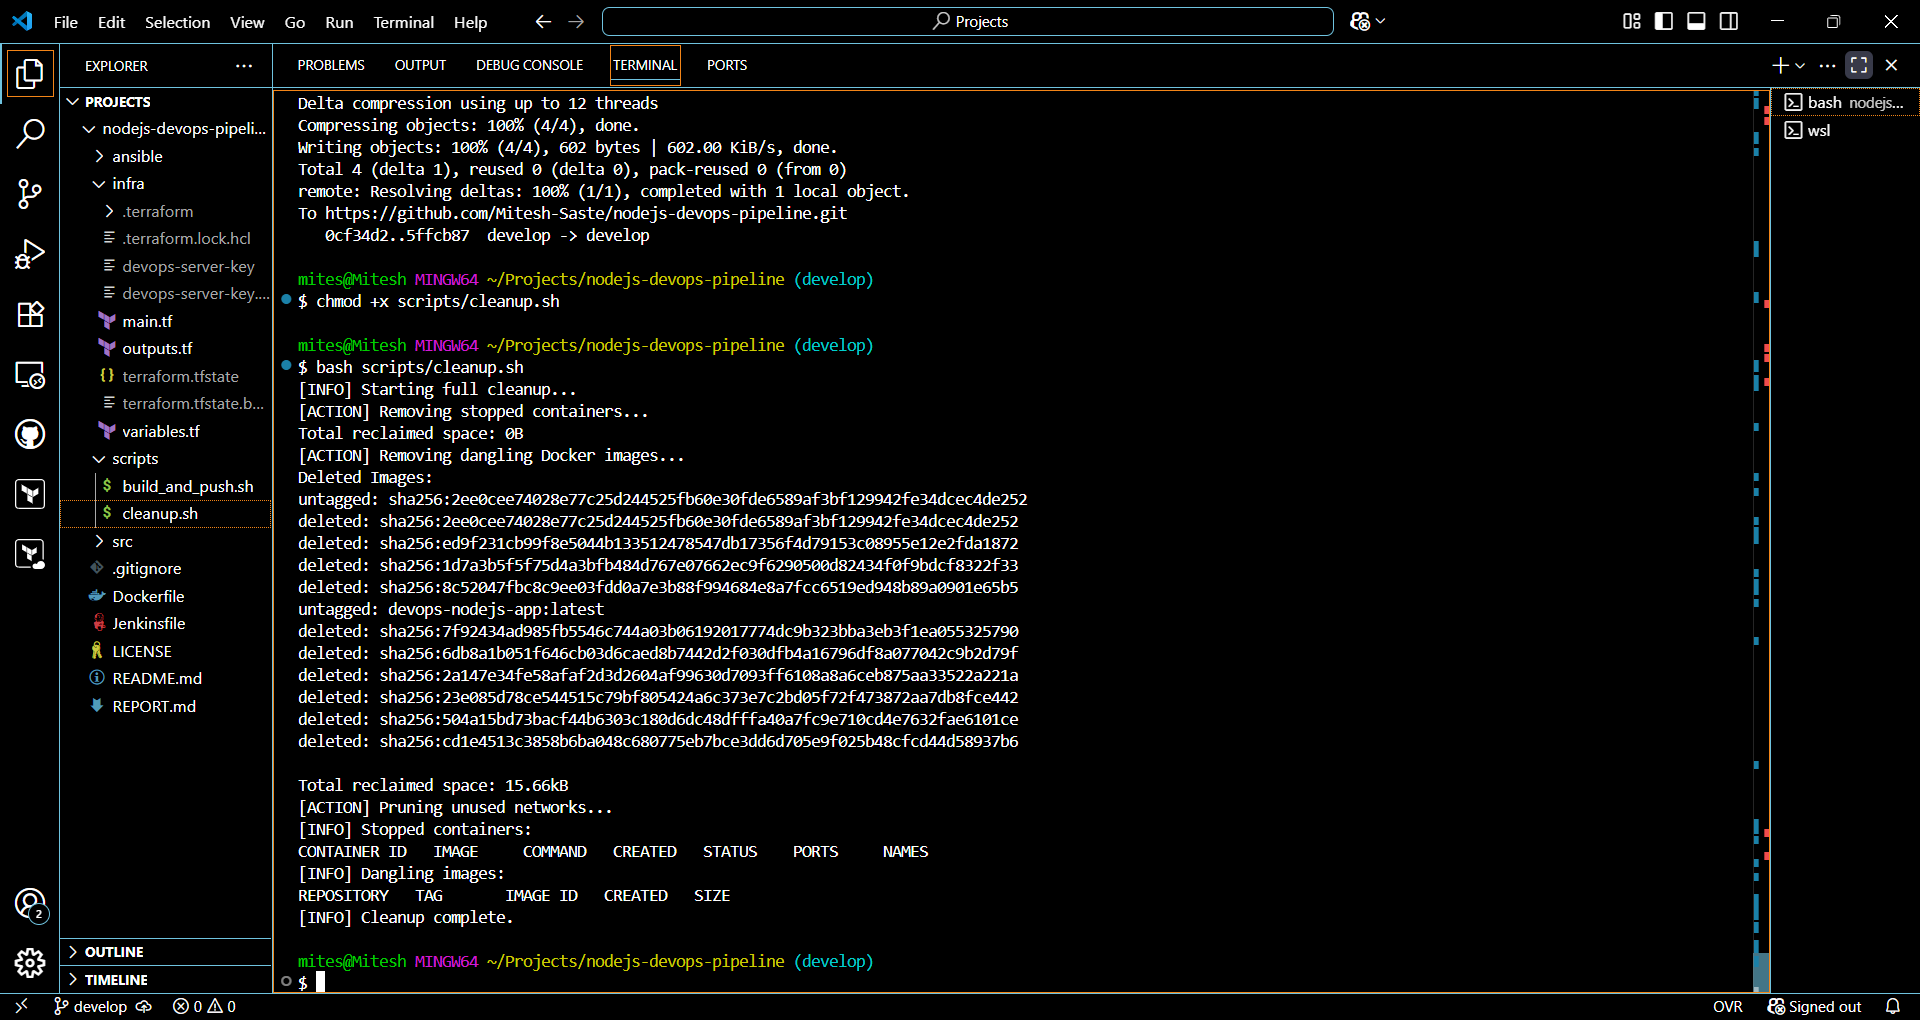 File Edit Selection View Go Run Terminal Help
Projects
EXPLORER
PROJECTS
nodejs-devops-pipeli...
ansible
infra
.terraform
.terraform.lock.hcl
devops-server-key
devops-server-key....
main.tf
outputs.tf
terraform.tfstate
terraform.tfstate.b...
variables.tf
scripts
build_and_push.sh
cleanup.sh
src
.gitignore
Dockerfile
Jenkinsfile
LICENSE
README.md
REPORT.md
OUTLINE
TIMELINE
2
PROBLEMS OUTPUT DEBUG CONSOLE TERMINAL PORTS
Delta compression using up to 12 threads
Compressing objects: 100% (4/4), done.
Writing objects: 100% (4/4), 602 bytes | 602.00 KiB/s, done.
Total 4 (delta 1), reused 0 (delta 0), pack-reused 0 (from 0)
remote: Resolving deltas: 100% (1/1), completed with 1 local object.
To https://github.com/Mitesh-Saste/nodejs-devops-pipeline.git
0cf34d2..5ffcb87 develop -> develop
mites@Mitesh MINGW64 ~/Projects/nodejs-devops-pipeline (develop)
$ chmod +x scripts/cleanup.sh
mites@Mitesh MINGW64 ~/Projects/nodejs-devops-pipeline (develop)
$ bash scripts/cleanup.sh
[INFO] Starting full cleanup...
[ACTION] Removing stopped containers...
Total reclaimed space: 0B
[ACTION] Removing dangling Docker images...
Deleted Images:
untagged: sha256:2ee0cee74028e77c25d244525fb60e30fde6589af3bf129942fe34dcec4de252
deleted: sha256:2ee0cee74028e77c25d244525fb60e30fde6589af3bf129942fe34dcec4de252
deleted: sha256:ed9f231cb99f8e5044b133512478547db17356f4d79153c08955e12e2fda1872
deleted: sha256:1d7a3b5f5f75d4a3bfb484d767e07662ec9f6290500d82434f0f9bdcf8322f33
deleted: sha256:8c52047fbc8c9ee03fdd0a7e3b88f994684e8a7fcc6519ed948b89a0901e65b5
untagged: devops-nodejs-app:latest
deleted: sha256:7f92434ad985fb5546c744a03b06192017774dc9b323bba3eb3f1ea055325790
deleted: sha256:6db8a1b051f646cb03d6caed8b7442d2f030dfb4a16796df8a077042c9b2d79f
deleted: sha256:2a147e34fe58afaf2d3d2604af99630d7093ff6108a8a6ceb875aa33522a221a
deleted: sha256:23e085d78ce544515c79bf805424a6c373e7c2bd05f72f473872aa7db8fce442
deleted: sha256:504a15bd73bacf44b6303c180d6dc48dfffa40a7fc9e710cd4e7632fae6101ce
deleted: sha256:cd1e4513c3858b6ba048c680775eb7bce3dd6d705e9f025b48cfcd44d58937b6
Total reclaimed space: 15.66kB
[ACTION] Pruning unused networks...
[INFO] Stopped containers:
CONTAINER ID IMAGE COMMAND CREATED STATUS PORTS NAMES
[INFO] Dangling images:
REPOSITORY TAG IMAGE ID CREATED SIZE
[INFO] Cleanup complete.
mites@Mitesh MINGW64 ~/Projects/nodejs-devops-pipeline (develop)
$
bash nodejs...
wsl
develop 0 0
OVR Signed out